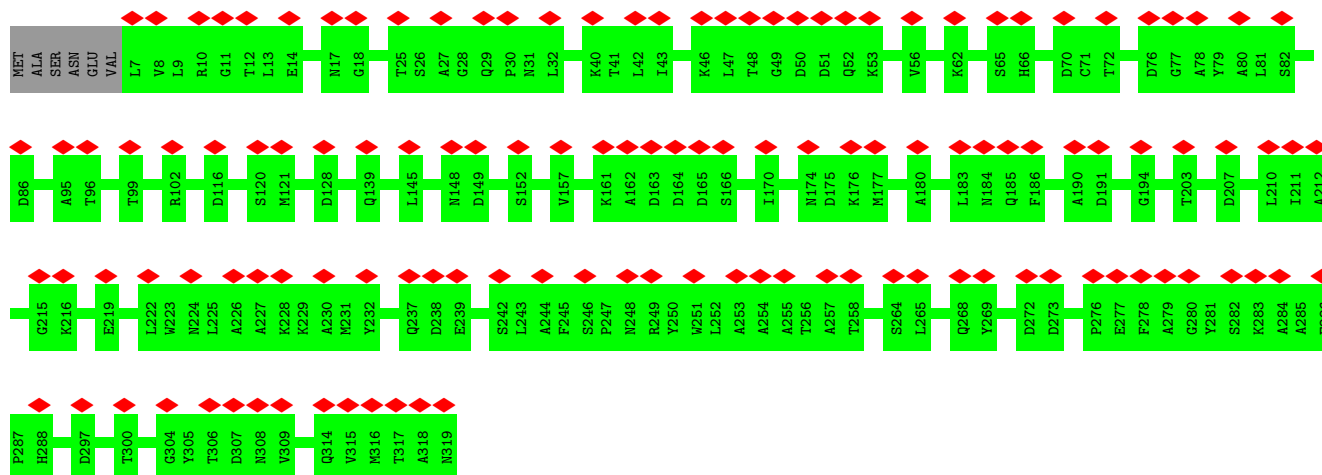 MET ALA SER ASN GLU VAL L7 V8 L9 R10 G11 T12 L13 E14 N17 G18 T25 S26 A27 G28 Q29 P30 N31 L32 K40 T41 L42 I43 K46 L47 T48 G49 D50 D51 Q52 K53 V56 K62 S65 H66 D70 C71 T72 D76 G77 A78 Y79 A80 L81 S82
D86 A95 T96 T99 R102 D116 S120 M121 D128 Q139 L145 N148 D149 S152 V157 K161 A162 D163 D164 D165 S166 I170 N174 D175 K176 M177 A180 L183 N184 Q185 F186 A190 D191 G194 T203 D207 L210 I211 A212
G215 K216 E219 L222 W223 N224 L225 A226 A227 K228 K229 A230 M231 Y232 Q237 D238 E239 S242 L243 A244 F245 S246 P247 N248 R249 Y250 W251 L252 A253 A254 A255 T256 A257 T258 S264 L265 Q268 Y269 D272 D273 P276 E277 F278 A279 G280 Y281 S282 K283 A284 A285
P287 H288 D297 T300 G304 Y305 T306 D307 N308 V309 Q314 V315 M316 T317 A318 N319